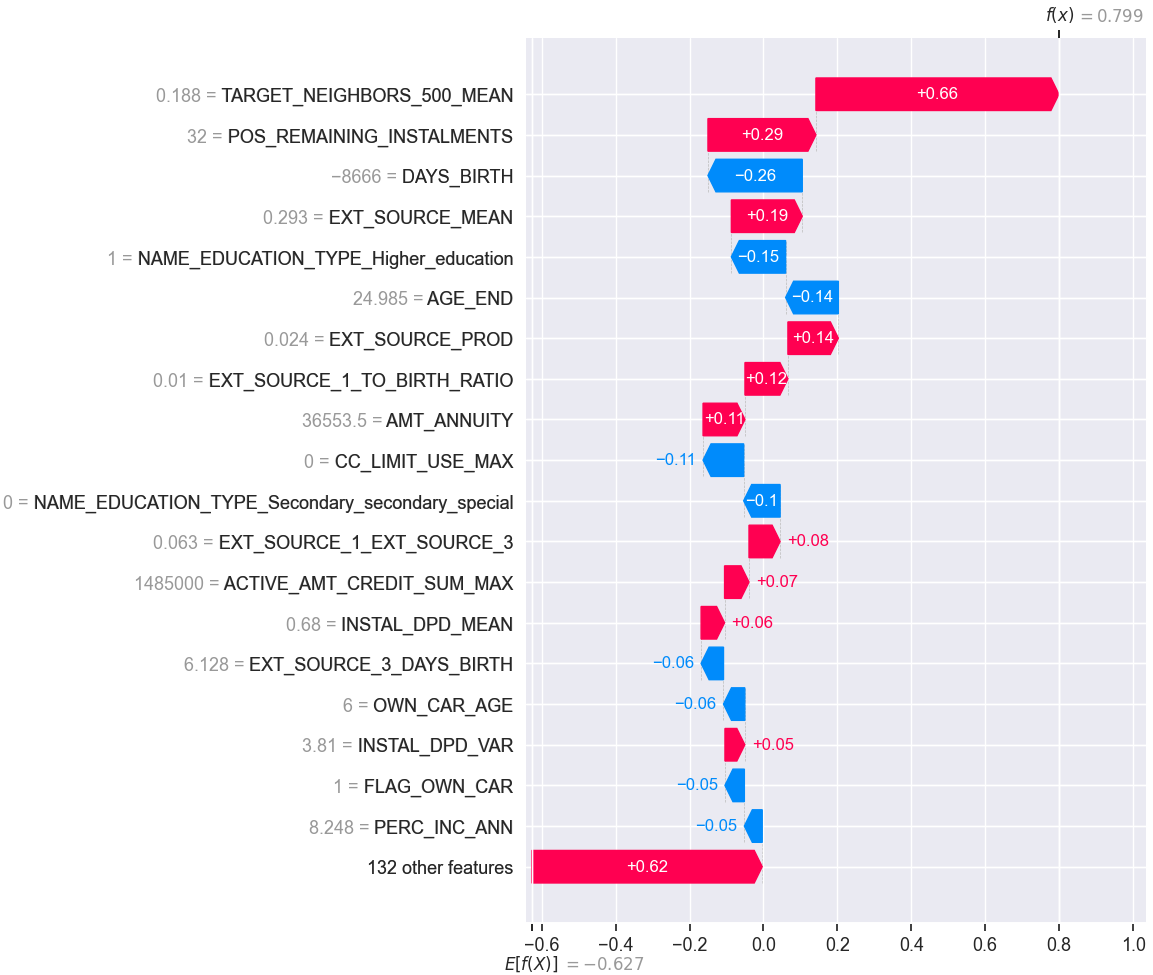 f(x) = 0.799
0.188 = TARGET_NEIGHBORS_500_MEAN +0.66
32 = POS_REMAINING_INSTALMENTS +0.29
−8666 = DAYS_BIRTH −0.26
0.293 = EXT_SOURCE_MEAN +0.19
1 = NAME_EDUCATION_TYPE_Higher_education −0.15
24.985 = AGE_END −0.14
0.024 = EXT_SOURCE_PROD +0.14
0.01 = EXT_SOURCE_1_TO_BIRTH_RATIO +0.12
36553.5 = AMT_ANNUITY +0.11
0 = CC_LIMIT_USE_MAX −0.11
0 = NAME_EDUCATION_TYPE_Secondary_secondary_special −0.1
0.063 = EXT_SOURCE_1_EXT_SOURCE_3 +0.08
1485000 = ACTIVE_AMT_CREDIT_SUM_MAX +0.07
0.68 = INSTAL_DPD_MEAN +0.06
6.128 = EXT_SOURCE_3_DAYS_BIRTH −0.06
6 = OWN_CAR_AGE −0.06
3.81 = INSTAL_DPD_VAR +0.05
1 = FLAG_OWN_CAR −0.05
8.248 = PERC_INC_ANN −0.05
132 other features +0.62
−0.6 −0.4 −0.2 0.0 0.2 0.4 0.6 0.8 1.0
E[f(X)] = −0.627